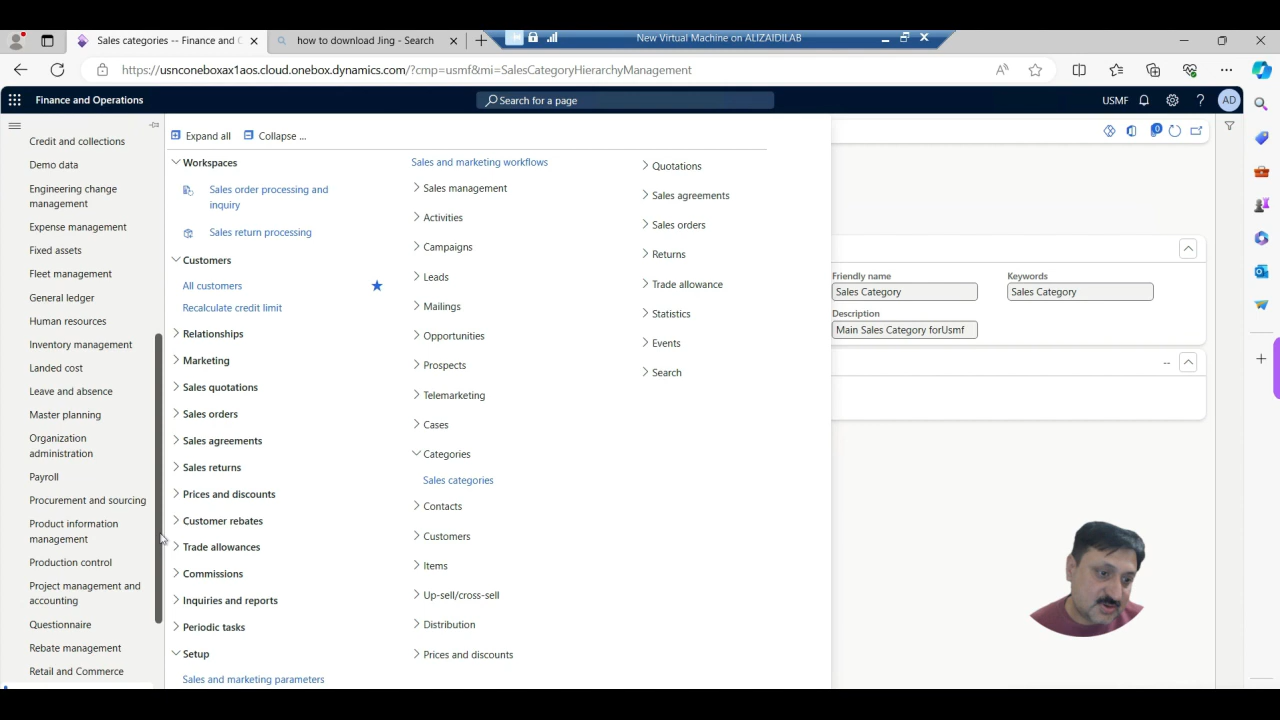 Sales categories -- Finance and O
how to download Jing - Search
New Virtual Machine on ALIZAIDILAB
https://usnconeboxax1aos.cloud.onebox.dynamics.com/?cmp=usmf&mi=SalesCategoryHierarchyManagement
Finance and Operations
Search for a page
USMF
AD
Credit and collections
Demo data
Engineering change
management
Expense management
Fixed assets
Fleet management
General ledger
Human resources
Inventory management
Landed cost
Leave and absence
Master planning
Organization
administration
Payroll
Procurement and sourcing
Product information
management
Production control
Project management and
accounting
Questionnaire
Rebate management
Retail and Commerce
Expand all
Collapse ...
Workspaces
Sales order processing and
inquiry
Sales return processing
Customers
All customers
Recalculate credit limit
Relationships
Marketing
Sales quotations
Sales orders
Sales agreements
Sales returns
Prices and discounts
Customer rebates
Trade allowances
Commissions
Inquiries and reports
Periodic tasks
Setup
Sales and marketing parameters
Sales and marketing workflows
Sales management
Activities
Campaigns
Leads
Mailings
Opportunities
Prospects
Telemarketing
Cases
Categories
Sales categories
Contacts
Customers
Items
Up-sell/cross-sell
Distribution
Prices and discounts
Quotations
Sales agreements
Sales orders
Returns
Trade allowance
Statistics
Events
Search
0
Friendly name
Sales Category
Keywords
Sales Category
Description
Main Sales Category forUsmf
--